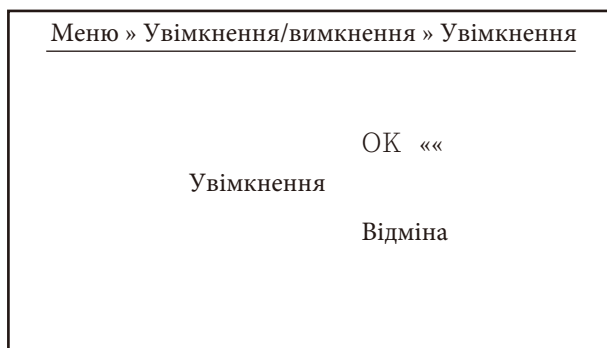 Меню » Увімкнення/вимкнення » Увімкнення
OK ««
Увімкнення
Відміна